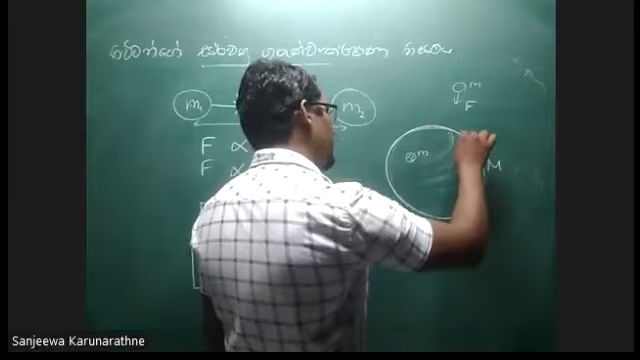 නිව්ටන්ගේ සර්වත්‍ර ගුරුත්වාකර්ෂණ නියමය
m₁ m₂
m
F
F ∝
F ∝
m
M
Sanjeewa Karunarathne